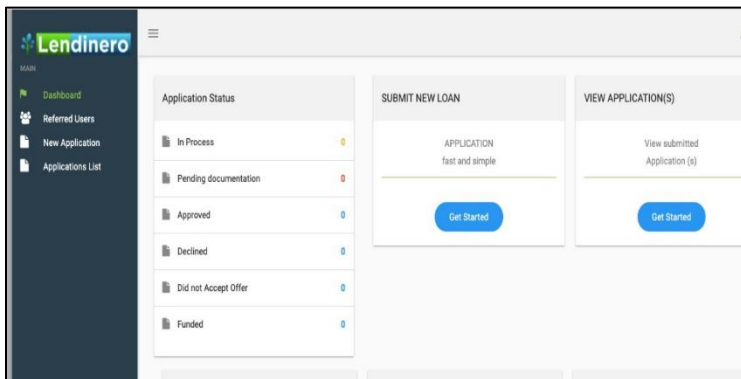 Lendinero
MAIN
Dashboard
Referred Users
New Application
Applications List
Application Status
In Process 0
Pending documentation 0
Approved 0
Declined 0
Did not Accept Offer 0
Funded 0
SUBMIT NEW LOAN
APPLICATION
fast and simple
Get Started
VIEW APPLICATION(S)
View submitted
Application (s)
Get Started